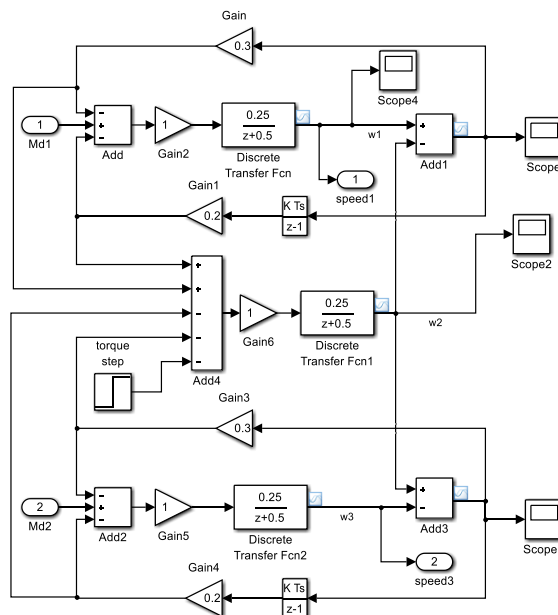 Gain
0.3
Scope4
1
Md1
Add
1
Gain2
0.25
z+0.5
Discrete
Transfer Fcn
w1
Add1
Scope
1
speed1
Gain1
0.2
K Ts
z-1
Scope2
torque
step
Add4
1
Gain6
0.25
z+0.5
Discrete
Transfer Fcn1
w2
Gain3
0.3
2
Md2
Add2
1
Gain5
0.25
z+0.5
Discrete
Transfer Fcn2
w3
Add3
Scope
2
speed3
Gain4
0.2
K Ts
z-1